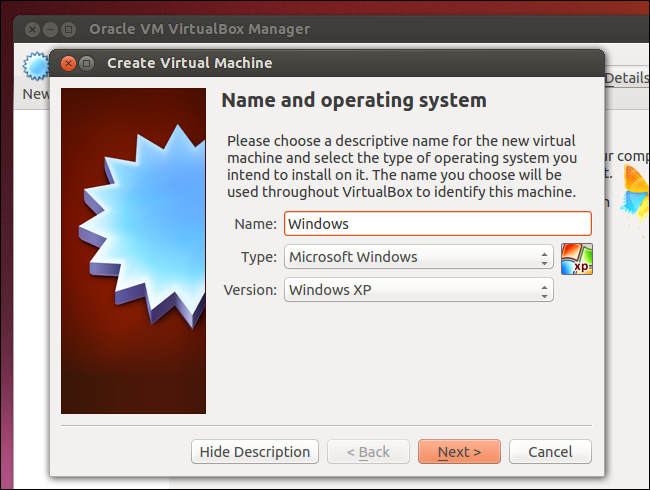 Oracle VM VirtualBox Manager
Create Virtual Machine
New
Details
Name and operating system
Please choose a descriptive name for the new virtual
machine and select the type of operating system you
intend to install on it. The name you choose will be
used throughout VirtualBox to identify this machine.
Name: Windows
Type: Microsoft Windows
xp
Version: Windows XP
Hide Description
< Back
Next >
Cancel